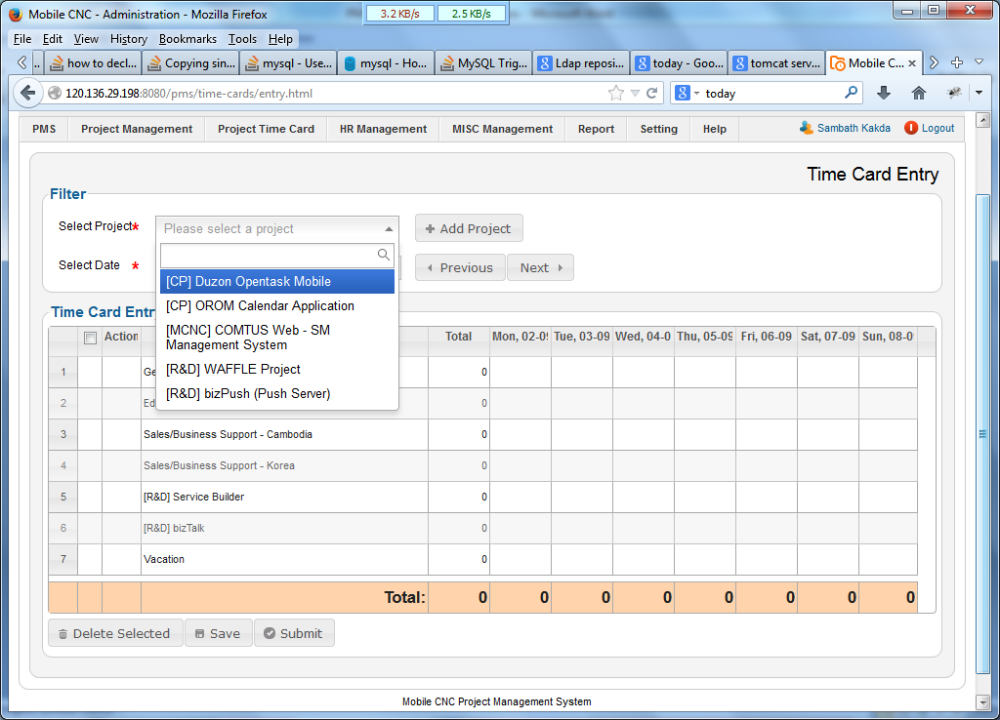 Mobile CNC - Administration - Mozilla Firefox
3.2 KB/s 2.5 KB/s
File Edit View History Bookmarks Tools Help
.. how to decl... Copying sin... mysql - Use... mysql - Ho... MySQL Trig... Ldap reposi... today - Goo... tomcat serv... Mobile C...
120.136.29.198:8080/pms/time-cards/entry.html today
PMS Project Management Project Time Card HR Management MISC Management Report Setting Help Sambath Kakda Logout
Time Card Entry
Filter
Select Project* Please select a project Add Project
Select Date * Previous Next
[CP] Duzon Opentask Mobile
[CP] OROM Calendar Application
[MCNC] COMTUS Web - SM
Management System
[R&D] WAFFLE Project
[R&D] bizPush (Push Server)
Time Card Entr
Action Total Mon, 02-09 Tue, 03-09 Wed, 04-0 Thu, 05-09 Fri, 06-09 Sat, 07-09 Sun, 08-0
1 Ge 0
2 Ed 0
3 Sales/Business Support - Cambodia 0
4 Sales/Business Support - Korea 0
5 [R&D] Service Builder 0
6 [R&D] bizTalk 0
7 Vacation 0
Total: 0 0 0 0 0 0 0 0
Delete Selected Save Submit
Mobile CNC Project Management System